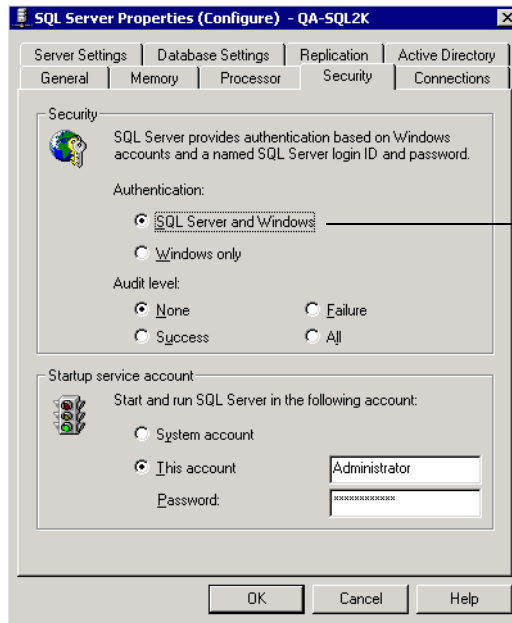 SQL Server Properties (Configure) - QA-SQL2K
Server Settings Database Settings Replication Active Directory
General Memory Processor Security Connections
Security
SQL Server provides authentication based on Windows
accounts and a named SQL Server login ID and password.
Authentication:
SQL Server and Windows
Windows only
Audit level:
None Failure
Success All
Startup service account
Start and run SQL Server in the following account:
System account
This account Administrator
Password: xxxxxxxxxxxx
OK Cancel Help